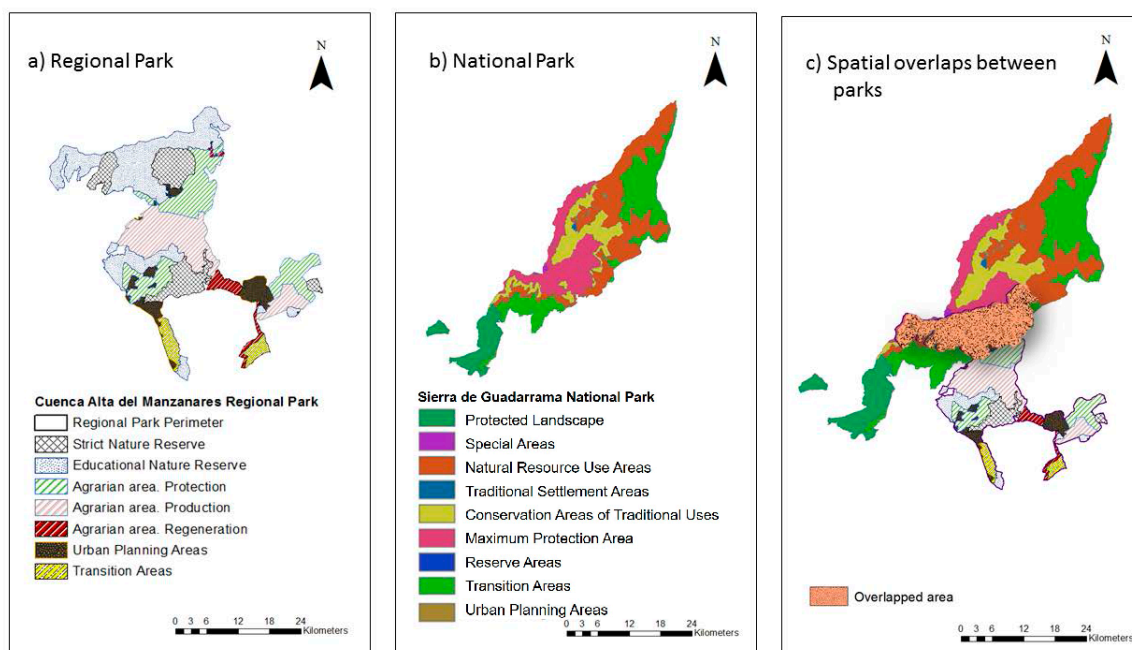 a) Regional Park
N
Cuenca Alta del Manzanares Regional Park
Regional Park Perimeter
Strict Nature Reserve
Educational Nature Reserve
Agrarian area. Protection
Agrarian area. Production
Agrarian area. Regeneration
Urban Planning Areas
Transition Areas
0 3 6 12 18 24
Kilometers
b) National Park
N
Sierra de Guadarrama National Park
Protected Landscape
Special Areas
Natural Resource Use Areas
Traditional Settlement Areas
Conservation Areas of Traditional Uses
Maximum Protection Area
Reserve Areas
Transition Areas
Urban Planning Areas
0 3 6 12 18 24
Kilometers
c) Spatial overlaps between
parks
N
Overlapped area
0 3 6 12 18 24
Kilometers